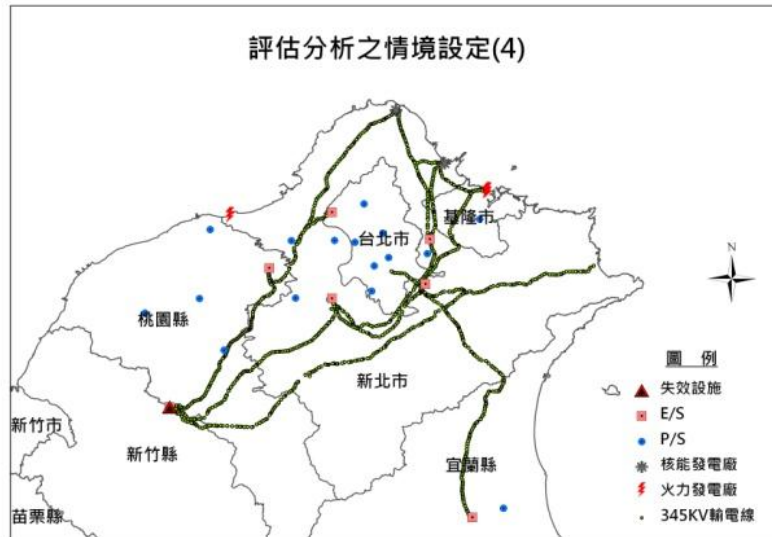 評估分析之情境設定(4)
基隆市
台北市
N
桃園縣
圖 例
新北市
失效設施
新竹市
E/S
新竹縣
P/S
宜蘭縣
核能發電廠
火力發電廠
苗栗縣
345KV輸電線